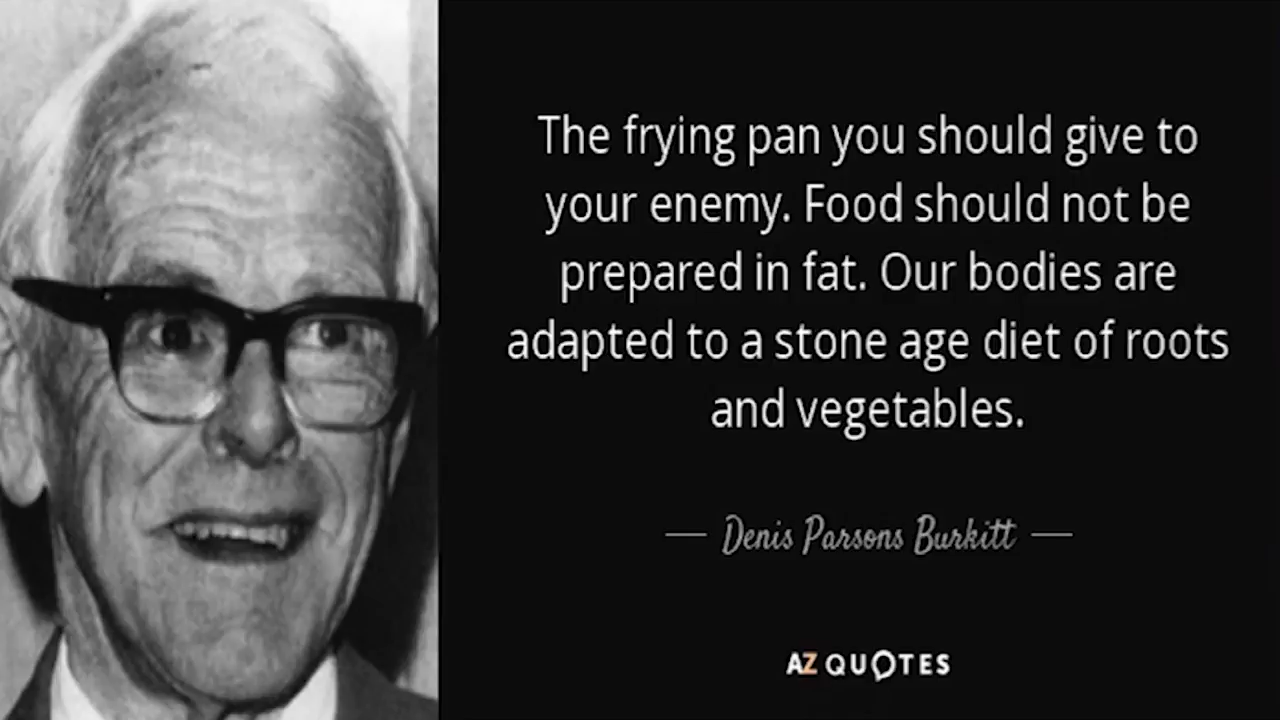 The frying pan you should give to
your enemy. Food should not be
prepared in fat. Our bodies are
adapted to a stone age diet of roots
and vegetables.
— Denis Parsons Burkitt —
AZ QUOTES